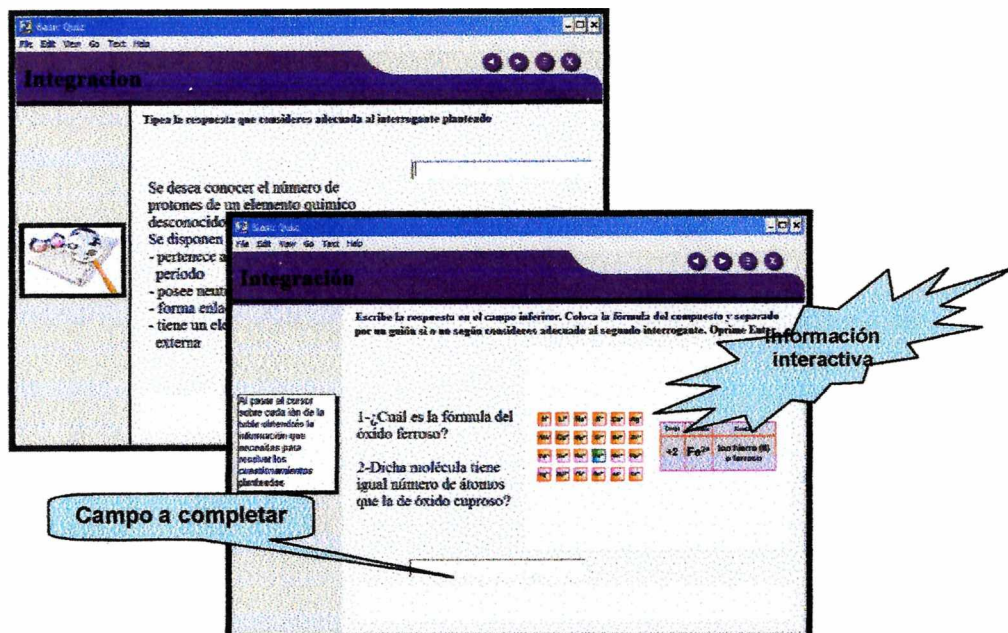 Basic Quiz
File Edit View Go Text Help
Integracion
Tipea la respuesta que consideres adecuada al interrogante planteado
Se desea conocer el número de
protones de un elemento quimico
desconocido
Se disponen
- pertenece a
periodo
- posee neut
- forma enla
- tiene un ele
externa
Basic Quiz
File Edit View Go Text Help
Integración
Escribe la respuesta en el campo inferiror. Coloca la fórmula del compuesto y separado
por un guión si o no según consideres adecuado al segundo interrogante. Oprime Enter
Al pasar el cursor
sobre cada ión de la
tabla obtendrás la
información que
necesitas para
resolver los
cuestionamientos
planteados
1-¿Cuál es la fórmula del
óxido ferroso?
2-Dicha molécula tiene
igual número de átomos
que la de óxido cuproso?
+2 Fe²⁺ Ion hierro (II)
o ferroso
Información
interactiva
Campo a completar